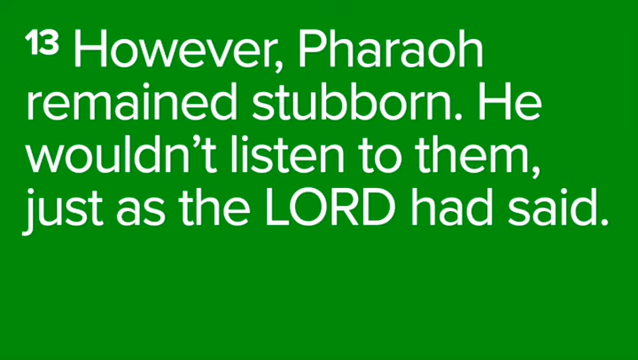 13 However, Pharaoh
remained stubborn. He
wouldn’t listen to them,
just as the LORD had said.